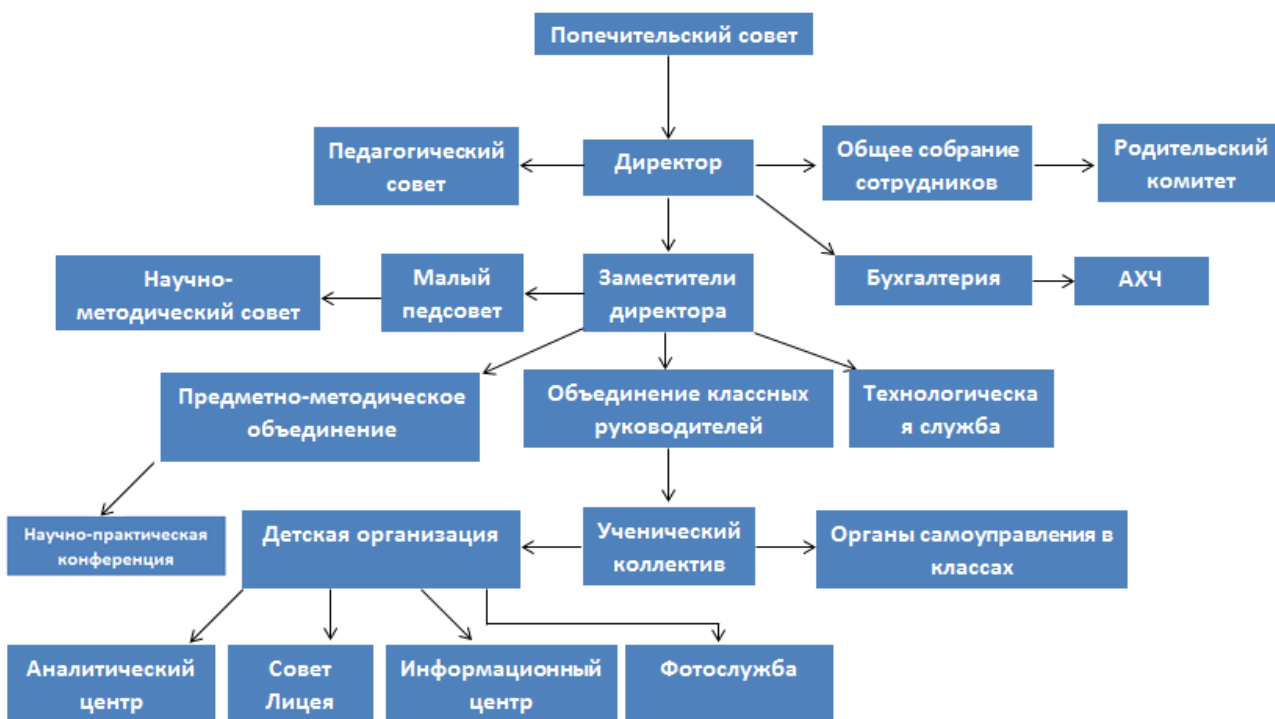 Попечительский совет
Педагогический
совет
Директор
Общее собрание
сотрудников
Родительский
комитет
Научно-
методический совет
Малый
педсовет
Заместители
директора
Бухгалтерия
АХЧ
Предметно-методическое
объединение
Объединение классных
руководителей
Технологическа
я служба
Научно-практическая
конференция
Детская организация
Ученический
коллектив
Органы самоуправления в
классах
Аналитический
центр
Совет
Лицея
Информационный
центр
Фотослужба